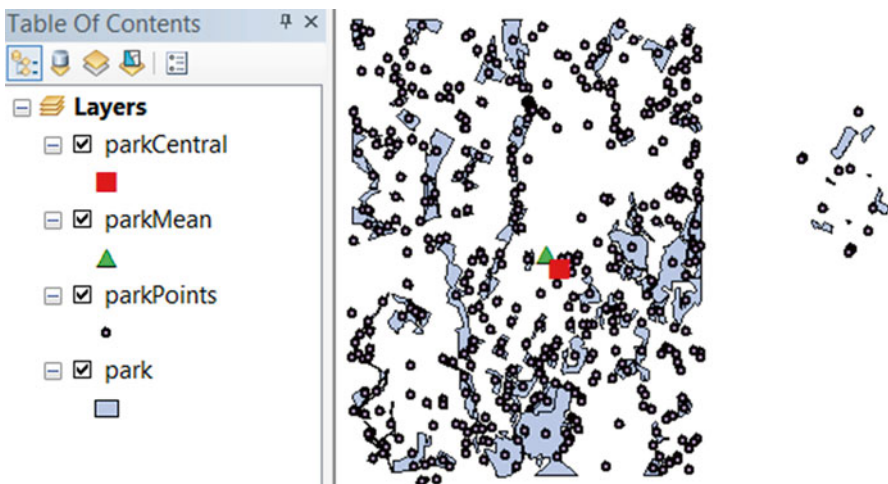 Table Of Contents
Layers
parkCentral
parkMean
parkPoints
park